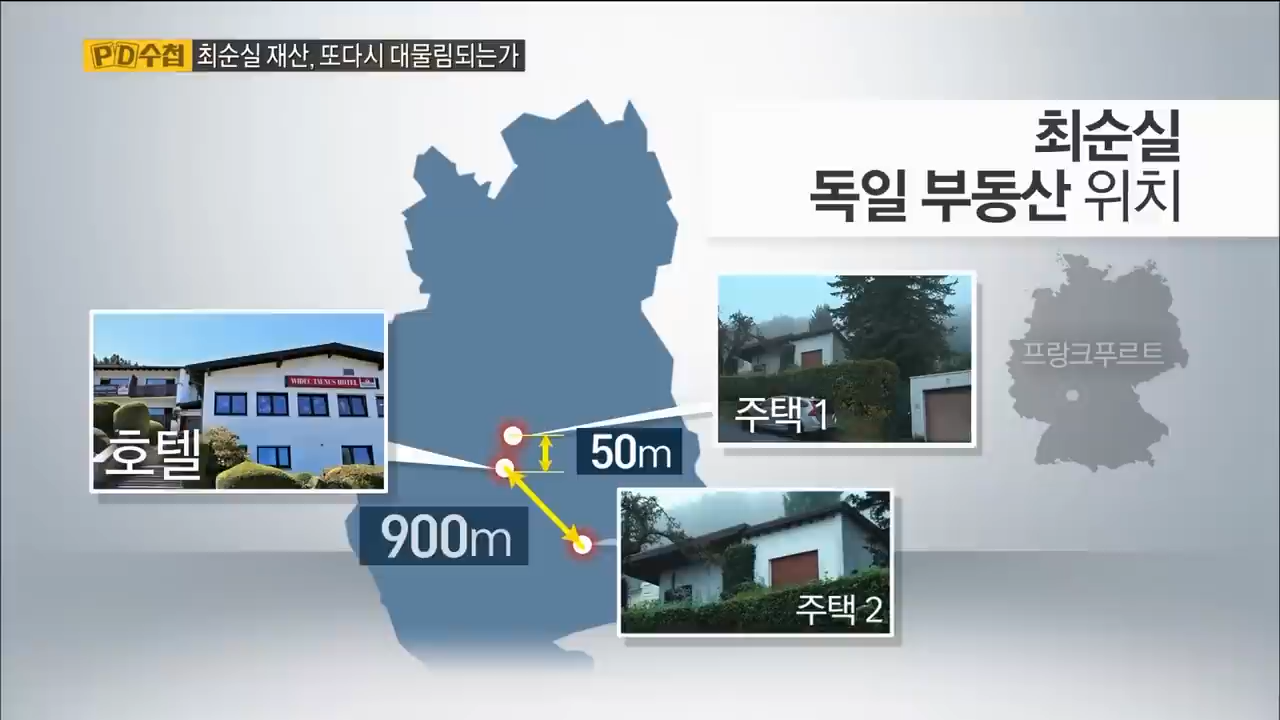 PD수첩 최순실 재산, 또다시 대물림되는가
최순실
독일 부동산 위치
프랑크푸르트
WIDEC TAUNUS HOTEL
호텔
주택 1
50m
900m
주택 2